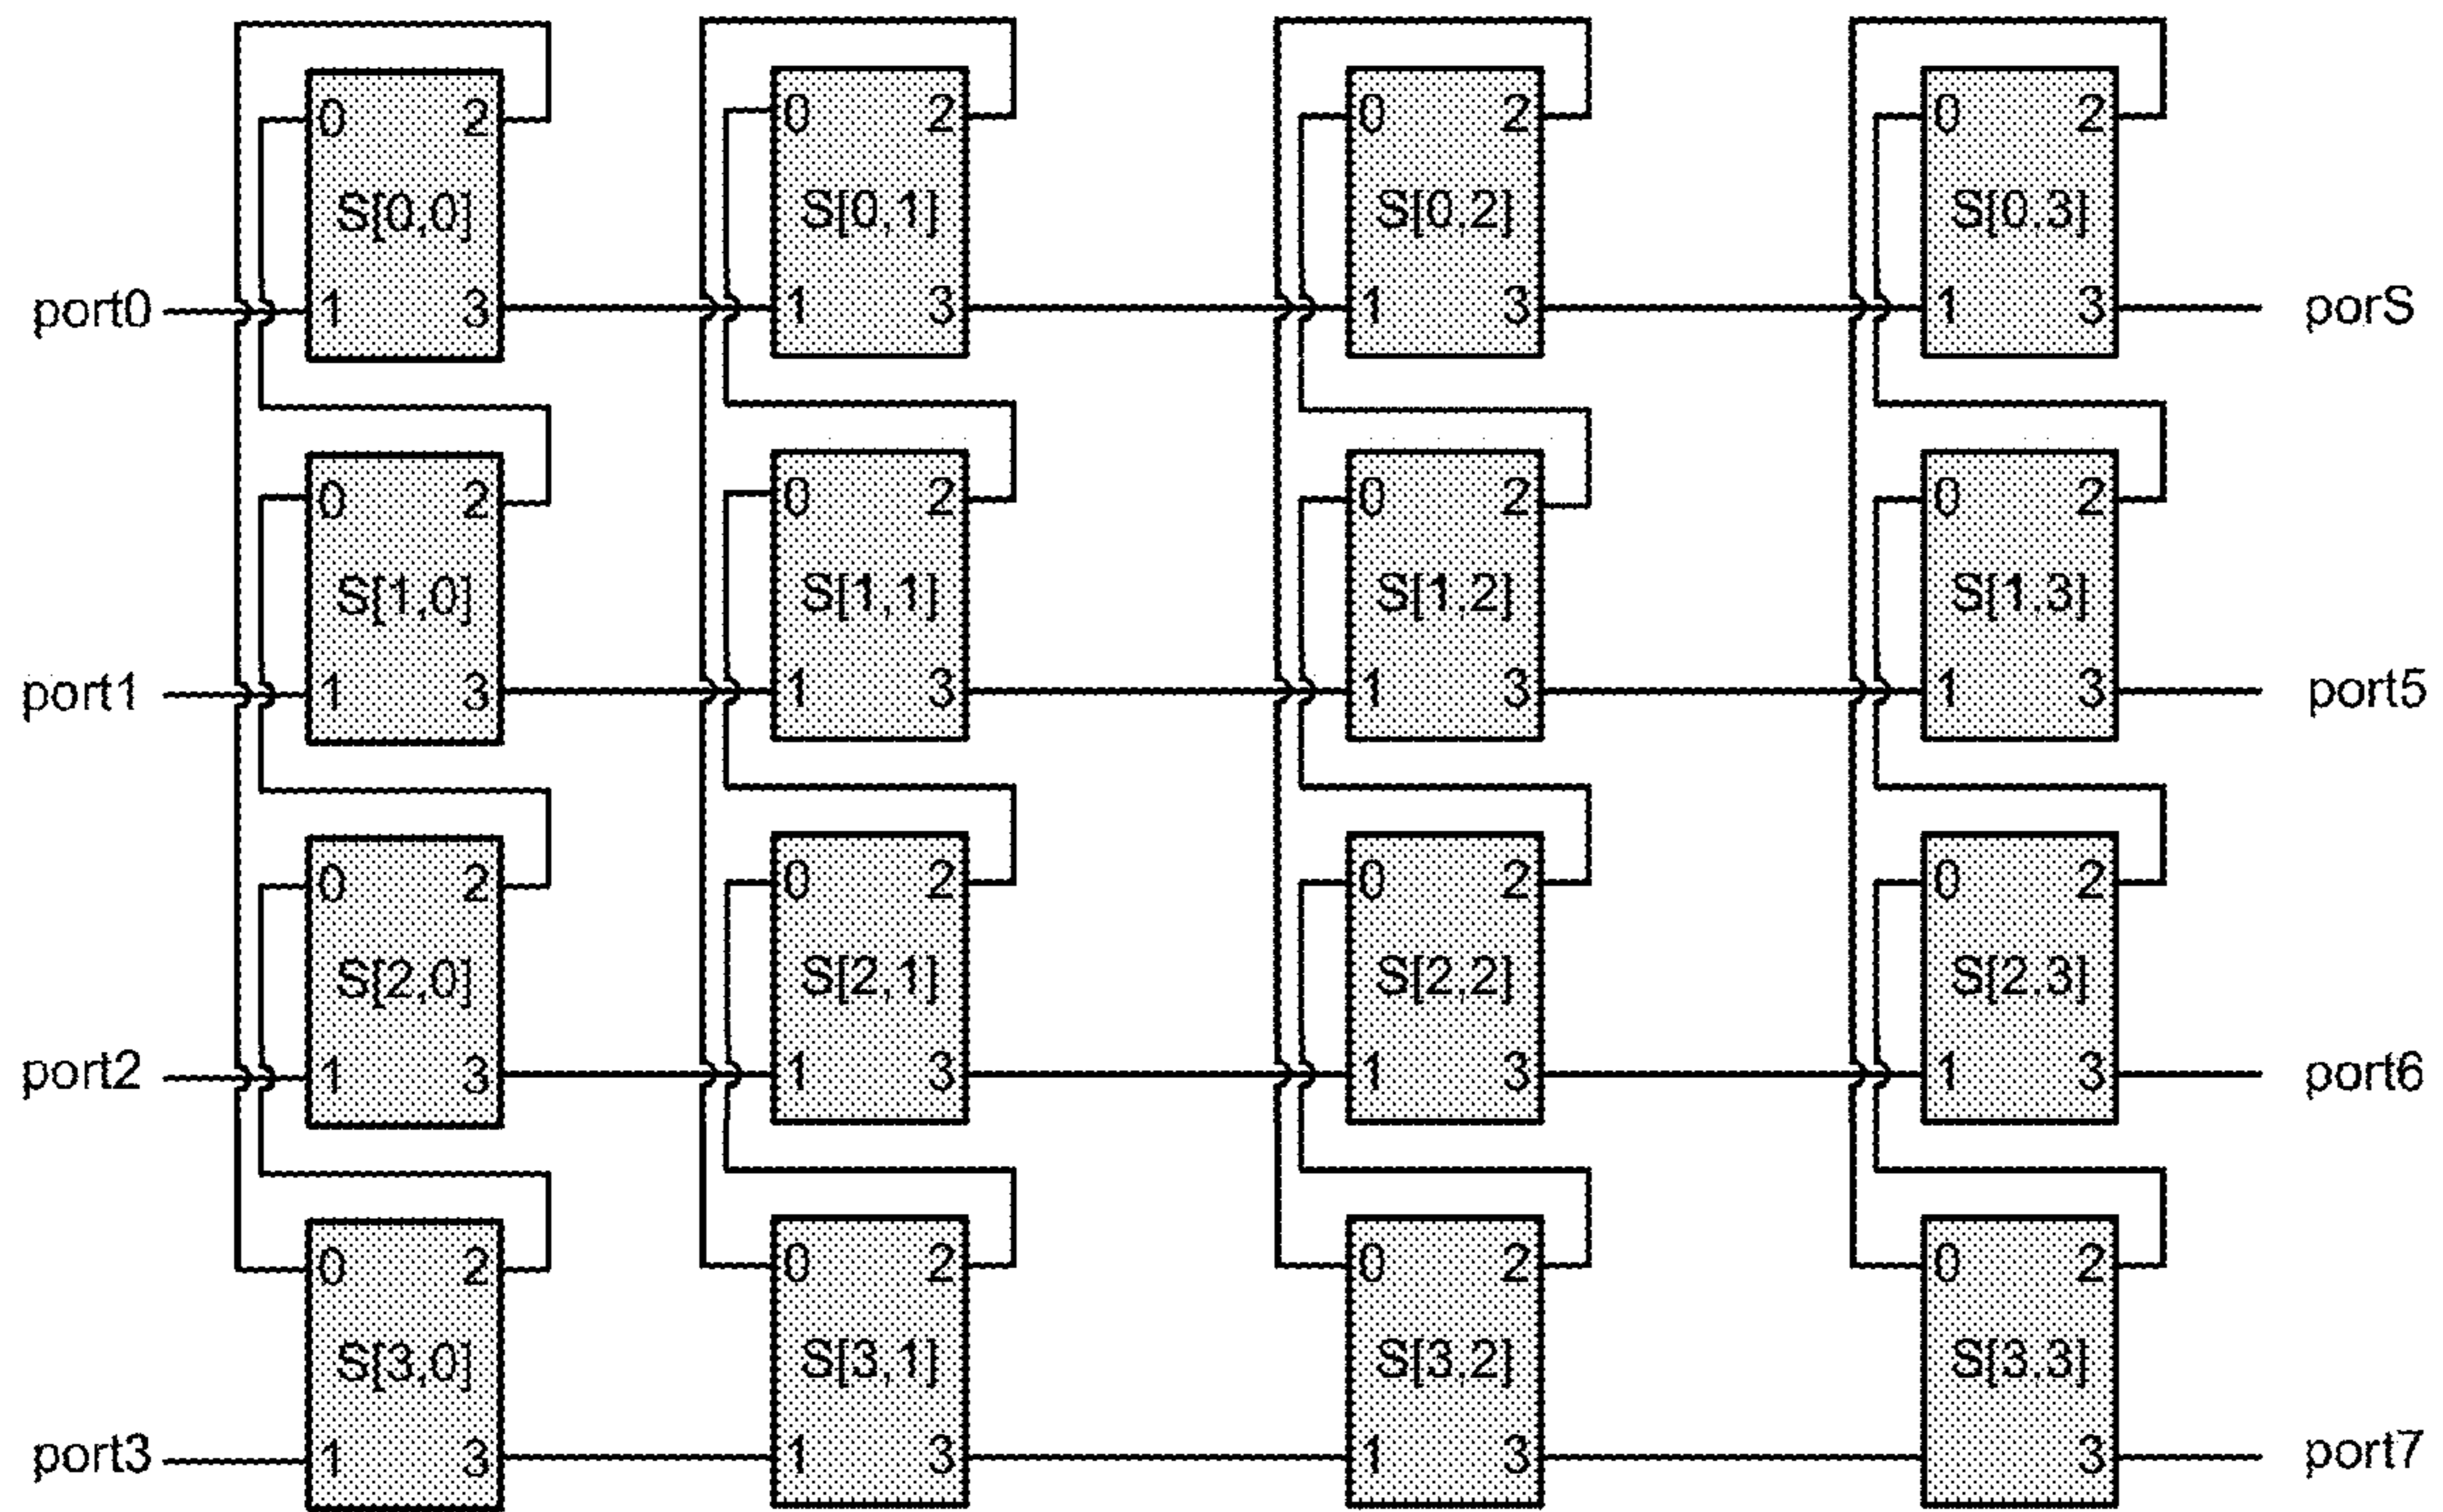 0 2 0 2 0 2 0 2
S[0,0] S[0,1] S[0.2] S[0.3]
port0 1 3 1 3 1 3 1 3 porS
0 2 0 2 0 2 0 2
S[1,0] S[1,1] S[1.2] S[1.3]
port1 1 3 1 3 1 3 1 3 port5
0 2 0 2 0 2 0 2
S[2,0] S[2,1] S[2,2] S[2.3]
port2 1 3 1 3 1 3 1 3 port6
0 2 0 2 0 2 0 2
S[3,0] S[3,1] S[3.2] S[3.3]
port3 1 3 1 3 1 3 3 port7